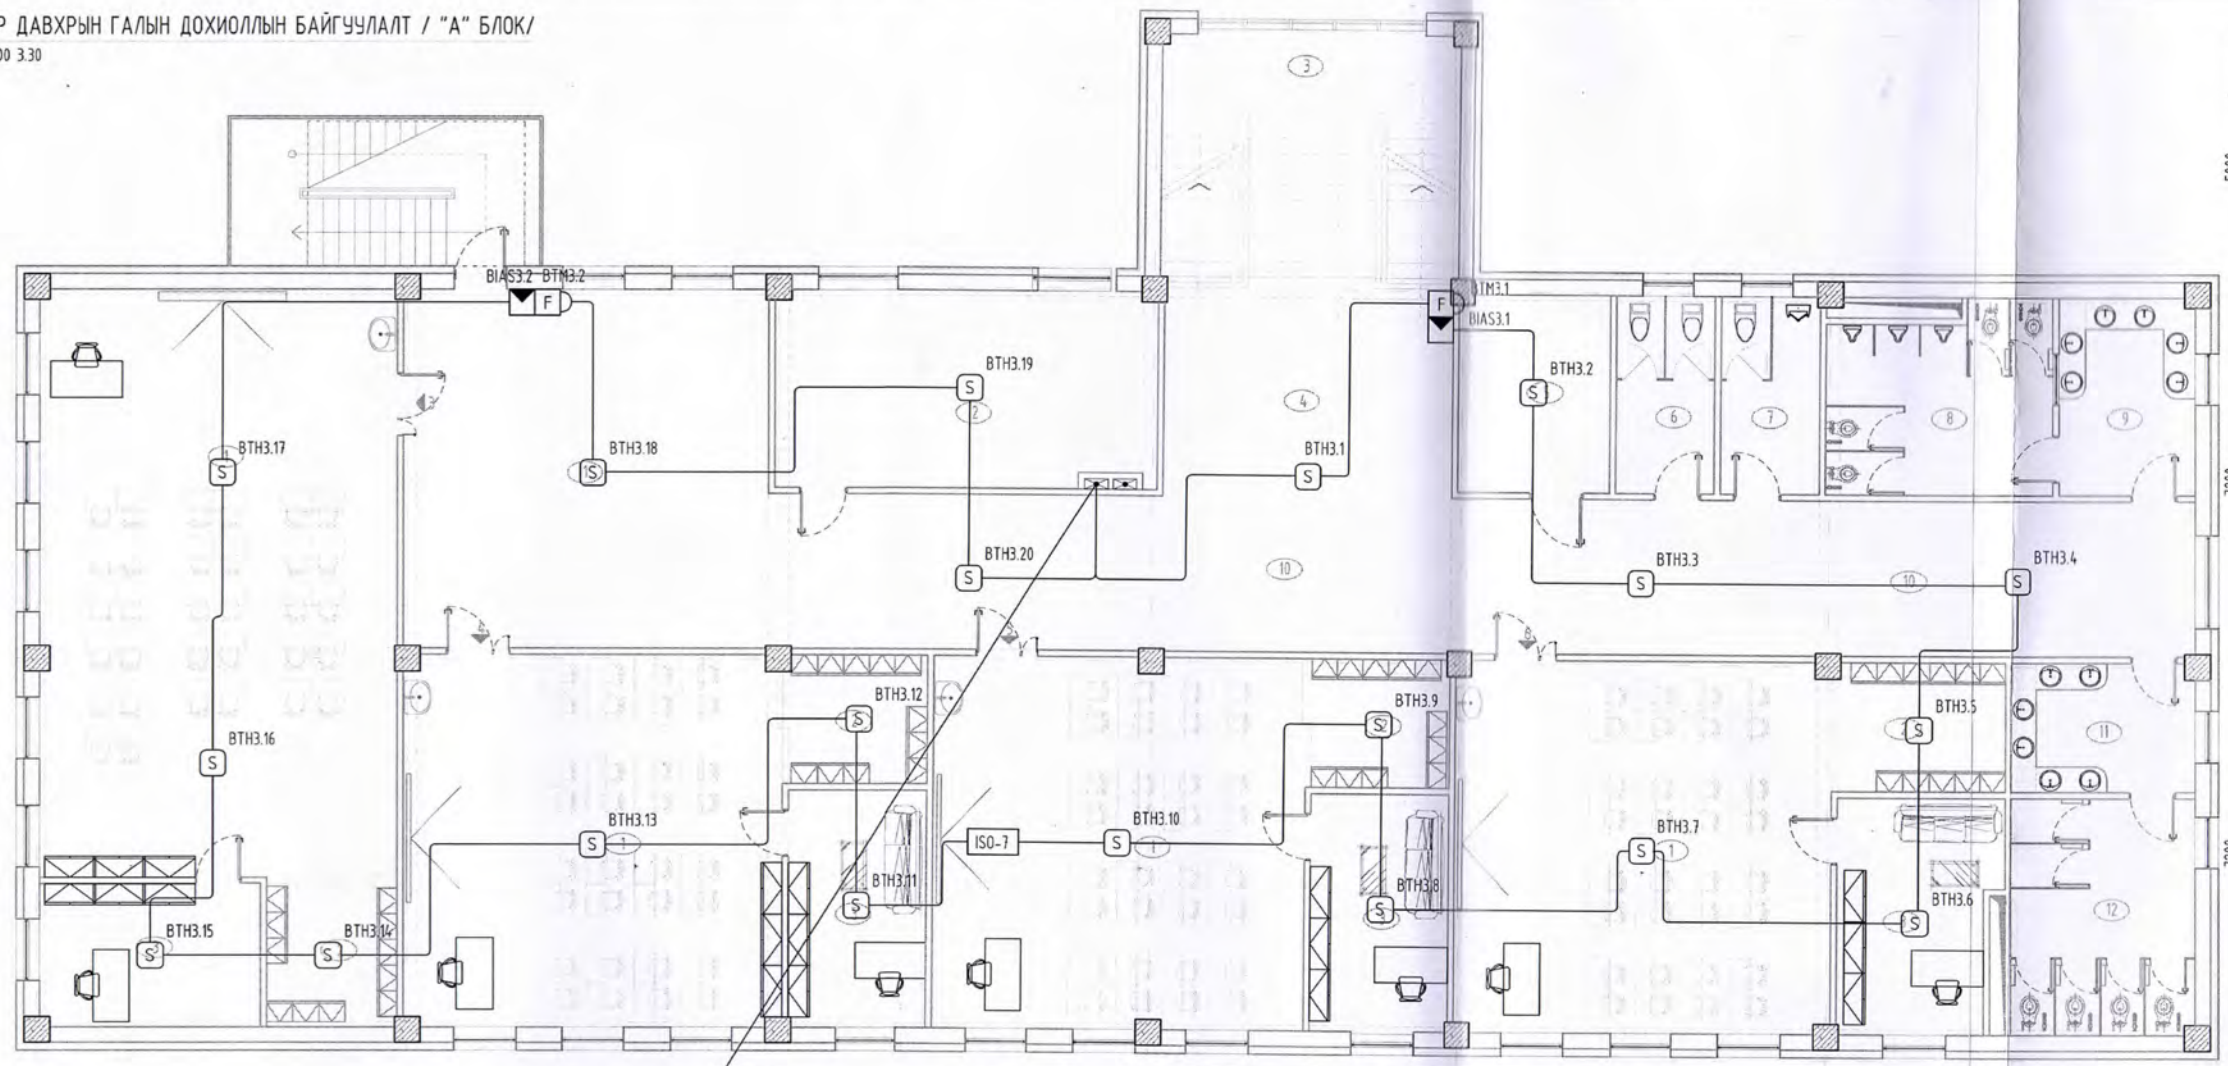 ДАВХРЫН ГАЛЫН ДОХИОЛЛЫН БАЙГУУЛАЛТ / "А" БЛОК/
3.30
3
BIAS3.2 BTM3.2
F
BTM3.1
F
BIAS3.1
BTH3.19
S
2
BTH3.2
S
4
6
7
8
9
BTH3.17
S
BTH3.18
S
BTH3.1
S
BTH3.20
S
10
BTH3.3
S
10
BTH3.4
S
BTH3.12
BTH3.9
BTH3.5
S
11
BTH3.16
S
BTH3.13
S
1
ISO-7
BTH3.10
S
1
BTH3.7
S
1
BTH3.11
S
BTH3.8
S
BTH3.6
S
12
BTH3.15
S
BTH3.14
S